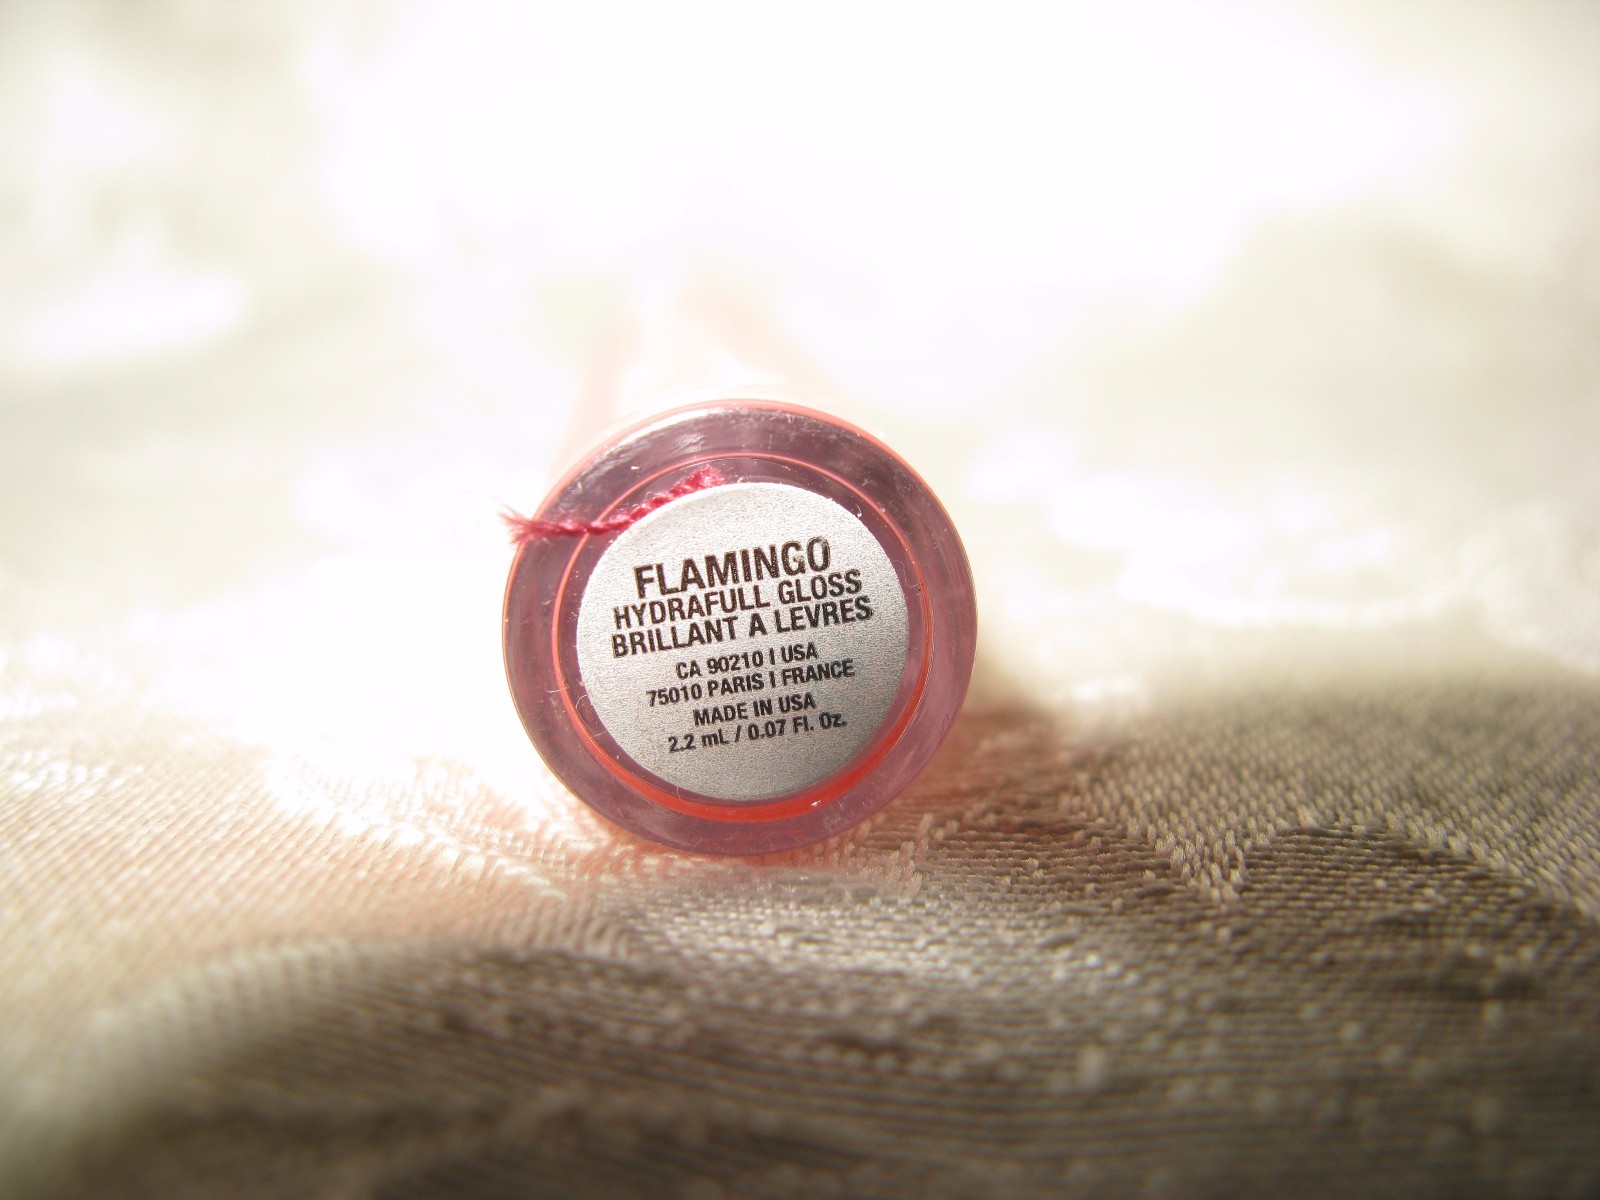 FLAMINGO
HYDRAFULL GLOSS
BRILLANT A LEVRES
CA 90210 | USA
75010 PARIS | FRANCE
MADE IN USA
2.2 mL / 0.07 Fl. Oz.